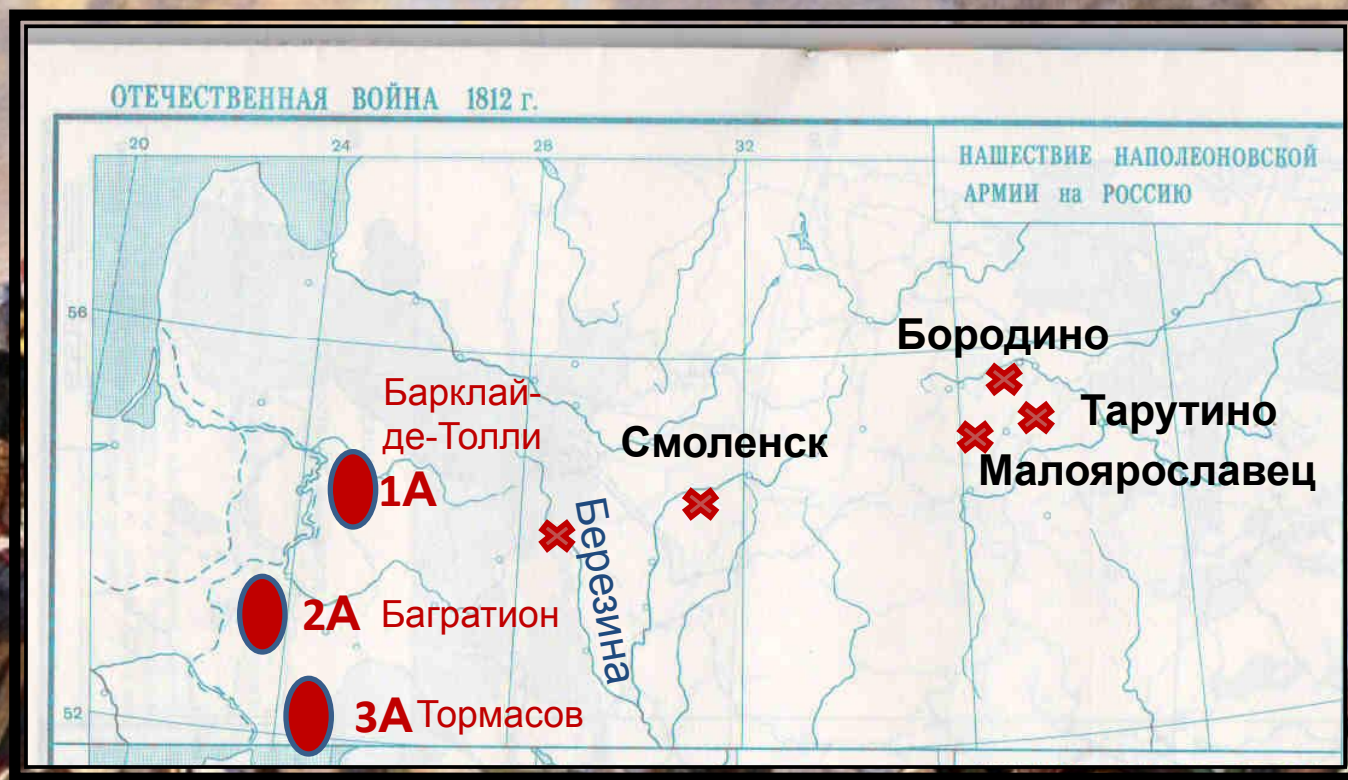 ОТЕЧЕСТВЕННАЯ ВОЙНА 1812 г.
20 24 28 32
НАШЕСТВИЕ НАПОЛЕОНОВСКОЙ
АРМИИ на РОССИЮ
56
Бородино
Барклай-
де-Толли
Тарутино
Смоленск
Малоярославец
1А
Березина
2А Багратион
3А Тормасов
52